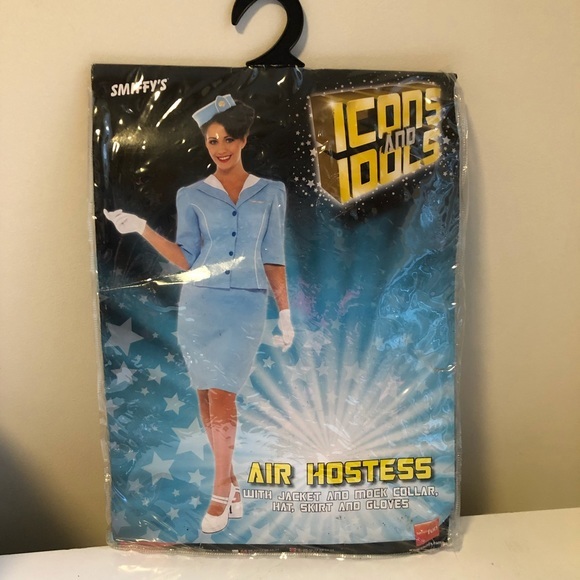 SMIFFY'S
ICONS
AND
IDOLS
AIR HOSTESS
WITH JACKET AND MOCK COLLAR,
HAT, SKIRT AND GLOVES